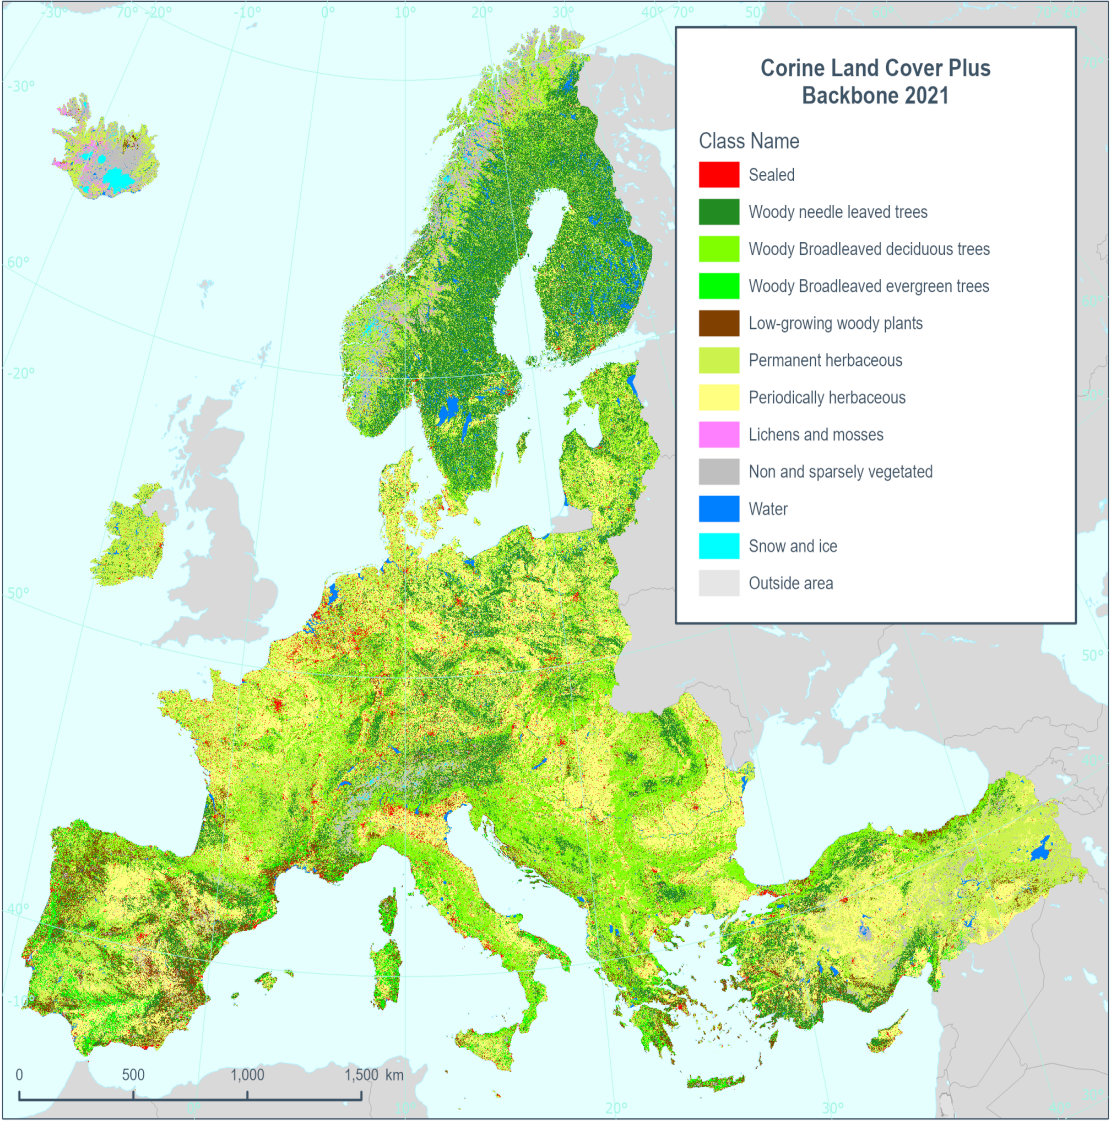 -30°
-70°
-20°
0°
10°
20°
30°
40°
70°
50°
-30°
60°
-20°
50°
40°
-10°
10°
20°
30°
50°
Corine Land Cover Plus
Backbone 2021
Class Name
Sealed
Woody needle leaved trees
Woody Broadleaved deciduous trees
Woody Broadleaved evergreen trees
Low-growing woody plants
Permanent herbaceous
Periodically herbaceous
Lichens and mosses
Non and sparsely vegetated
Water
Snow and ice
Outside area
0 500 1,000 1,500 km